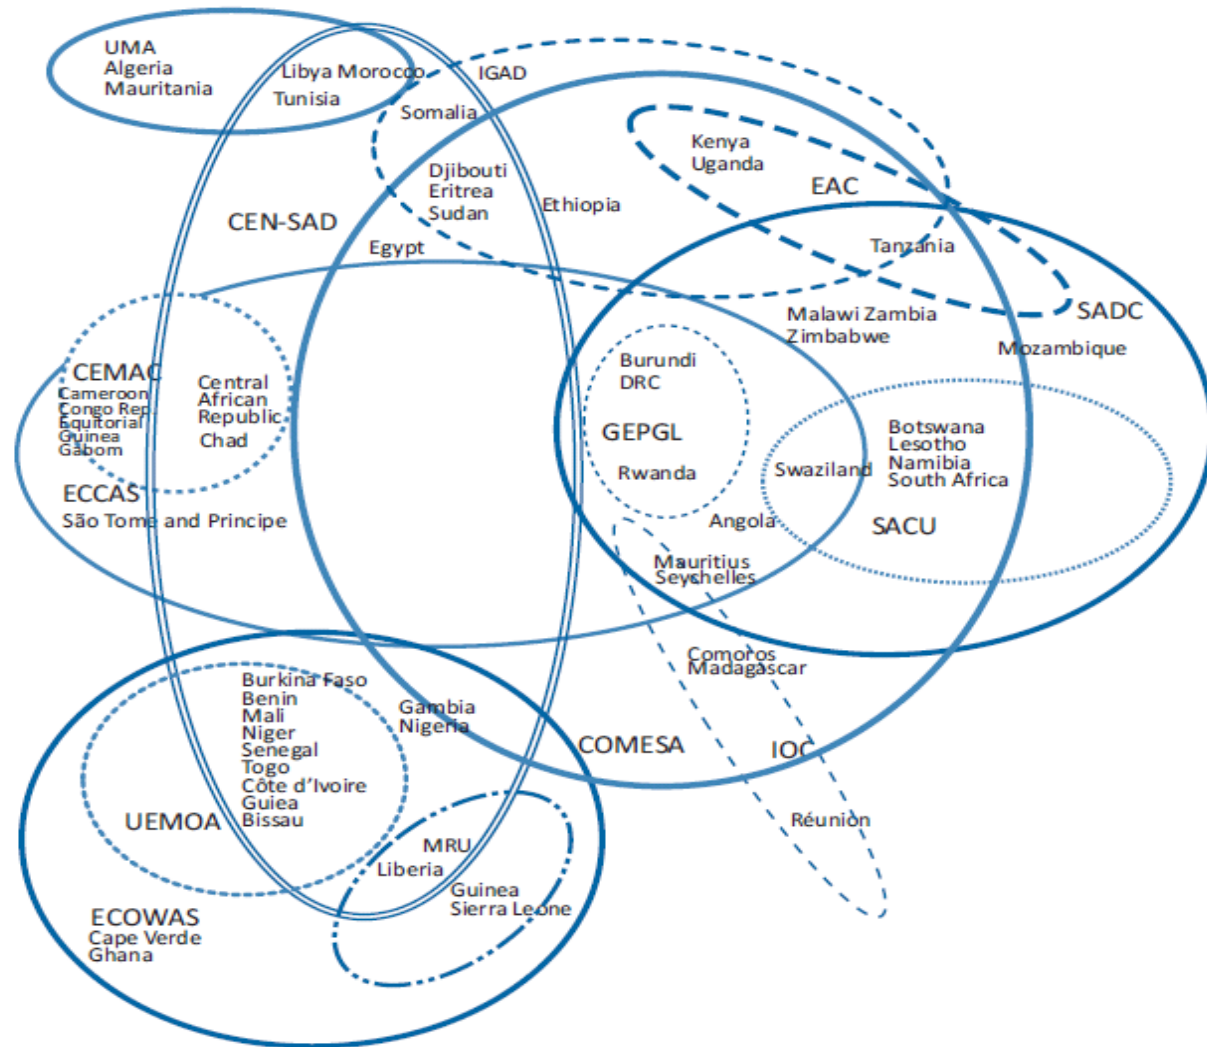 UMA
Algeria
Mauritania
Libya Morocco
Tunisia
IGAD
Somalia
Kenya
Uganda
EAC
Djibouti
Eritrea
Sudan
Ethiopia
CEN-SAD
Egypt
Tanzania
Malawi Zambia
Zimbabwe
SADC
Mozambique
CEMAC
Cameroon
Congo Rep.
Equitorial
Guinea
Gabom
Central
African
Republic
Chad
Burundi
DRC
GEPGL
Rwanda
Swaziland
Botswana
Lesotho
Namibia
South Africa
SACU
ECCAS
São Tome and Principe
Angola
Mauritius
Seychelles
Comoros
Madagascar
Burkina Faso
Benin
Mali
Niger
Senegal
Togo
Côte d’Ivoire
Guiea
Bissau
UEMOA
Gambia
Nigeria
COMESA
IOC
Réunion
MRU
Liberia
Guinea
Sierra Leone
ECOWAS
Cape Verde
Ghana